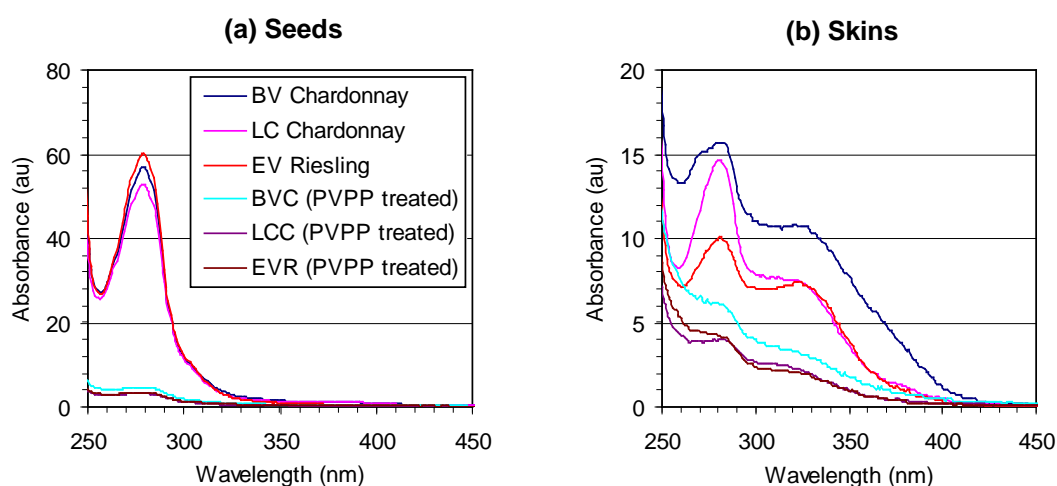 (a) Seeds
Absorbance (au)
80
60
40
20
0
BV Chardonnay
LC Chardonnay
EV Riesling
BVC (PVPP treated)
LCC (PVPP treated)
EVR (PVPP treated)
250 300 350 400 450
Wavelength (nm)
(b) Skins
Absorbance (au)
20
15
10
5
0
250 300 350 400 450
Wavelength (nm)